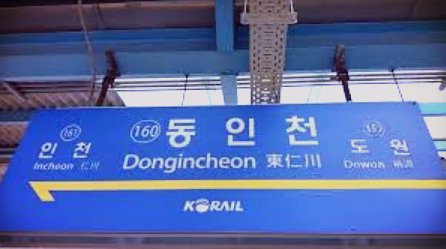 161
인천
Incheon 仁川
160 동인천
Dongincheon 東仁川
도원
Dowon 桃源
KORAIL